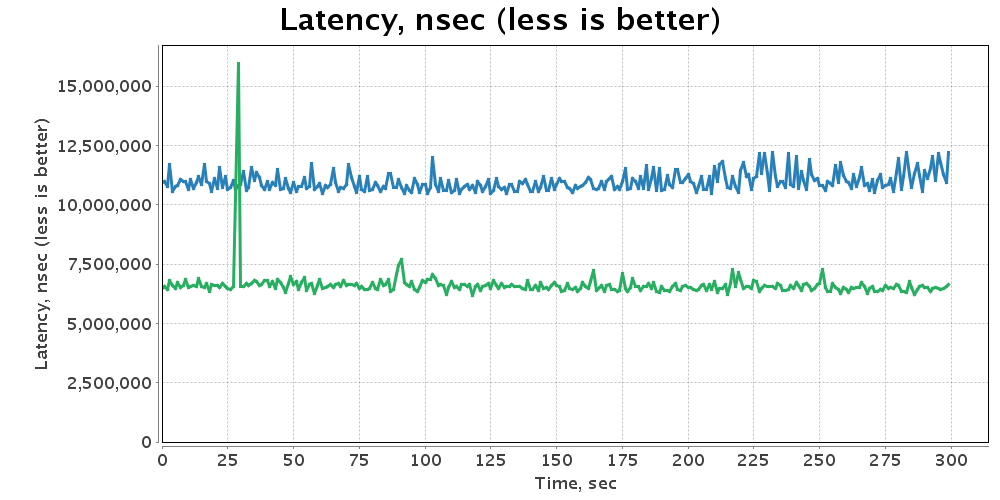 Latency, nsec (less is better)
Latency, nsec (less is better)
15,000,000
12,500,000
10,000,000
7,500,000
5,000,000
2,500,000
0
0 25 50 75 100 125 150 175 200 225 250 275 300
Time, sec